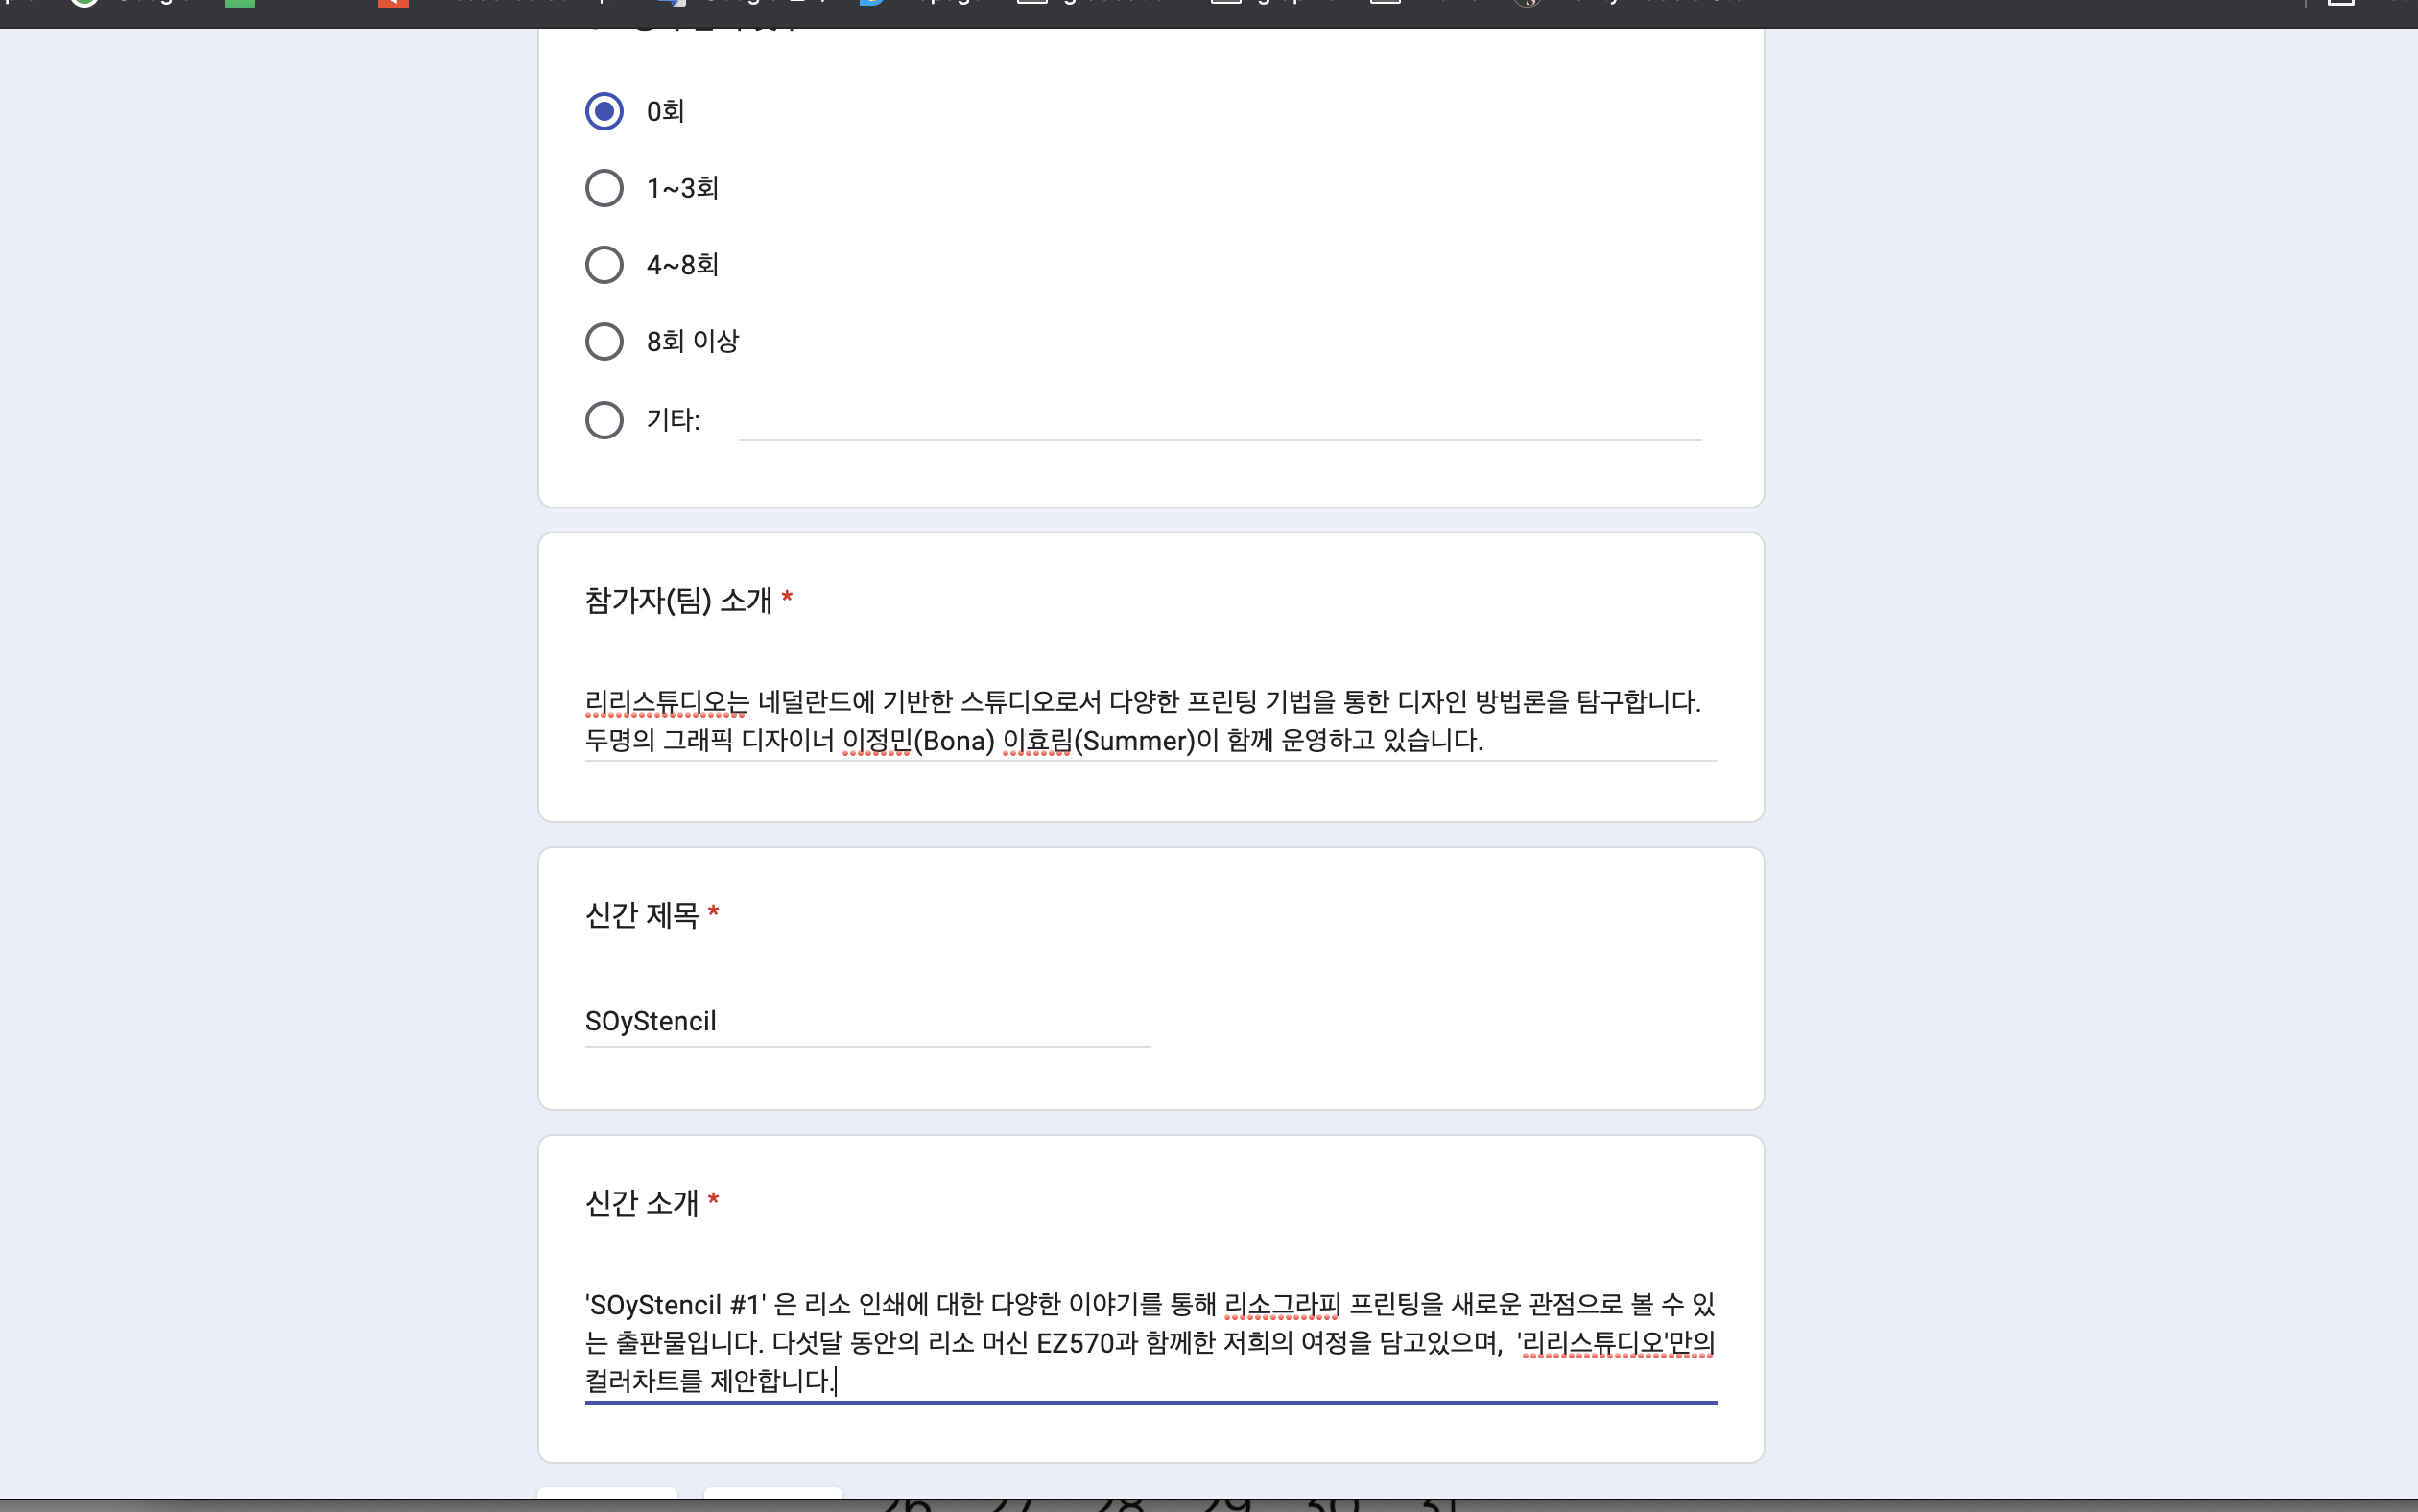 0회
1~3회
4~8회
8회 이상
기타:
참가자(팀) 소개 *
리리스튜디오는 네덜란드에 기반한 스튜디오로서 다양한 프린팅 기법을 통한 디자인 방법론을 탐구합니다.
두명의 그래픽 디자이너 이정민(Bona) 이효림(Summer)이 함께 운영하고 있습니다.
신간 제목 *
SOyStencil
신간 소개 *
'SOyStencil #1' 은 리소 인쇄에 대한 다양한 이야기를 통해 리소그라피 프린팅을 새로운 관점으로 볼 수 있
는 출판물입니다. 다섯달 동안의 리소 머신 EZ570과 함께한 저희의 여정을 담고있으며, '리리스튜디오'만의
컬러차트를 제안합니다.
26 27 28 29 30 31